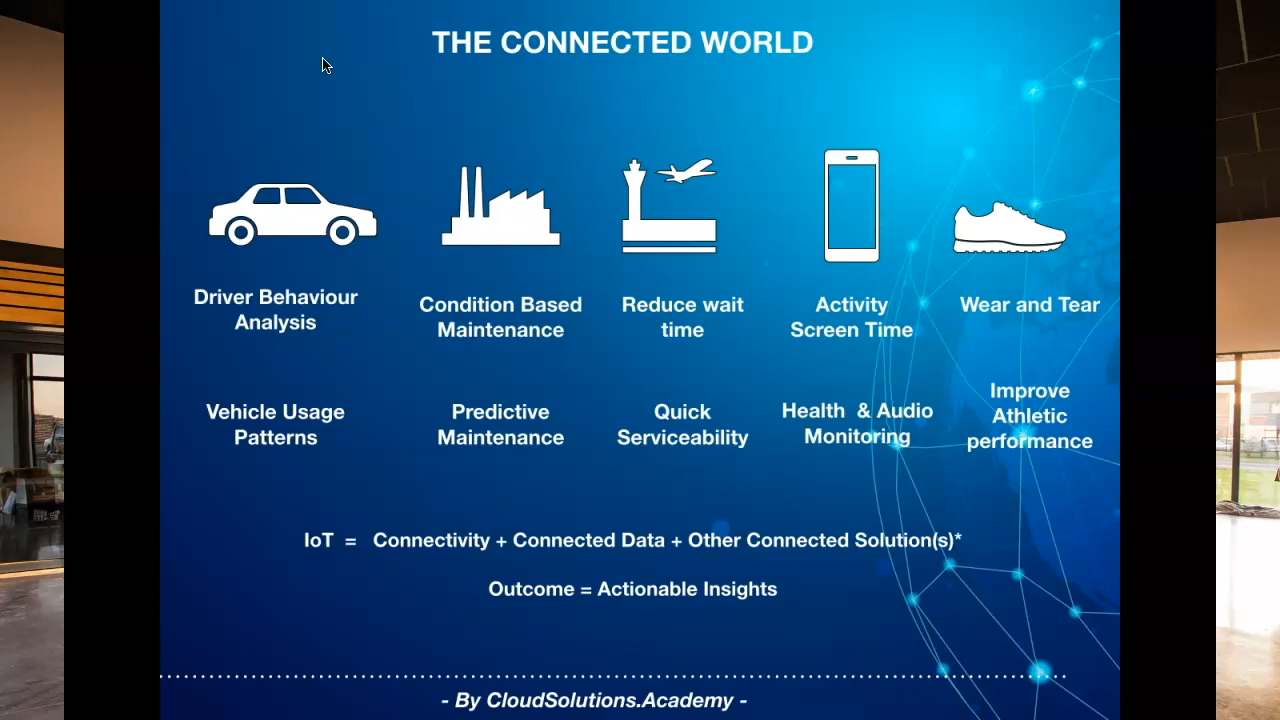 THE CONNECTED WORLD
Driver Behaviour
Analysis
Condition Based
Maintenance
Reduce wait
time
Activity
Screen Time
Wear and Tear
Vehicle Usage
Patterns
Predictive
Maintenance
Quick
Serviceability
Health & Audio
Monitoring
Improve
Athletic
performance
IoT = Connectivity + Connected Data + Other Connected Solution(s)*
Outcome = Actionable Insights
- By CloudSolutions.Academy -